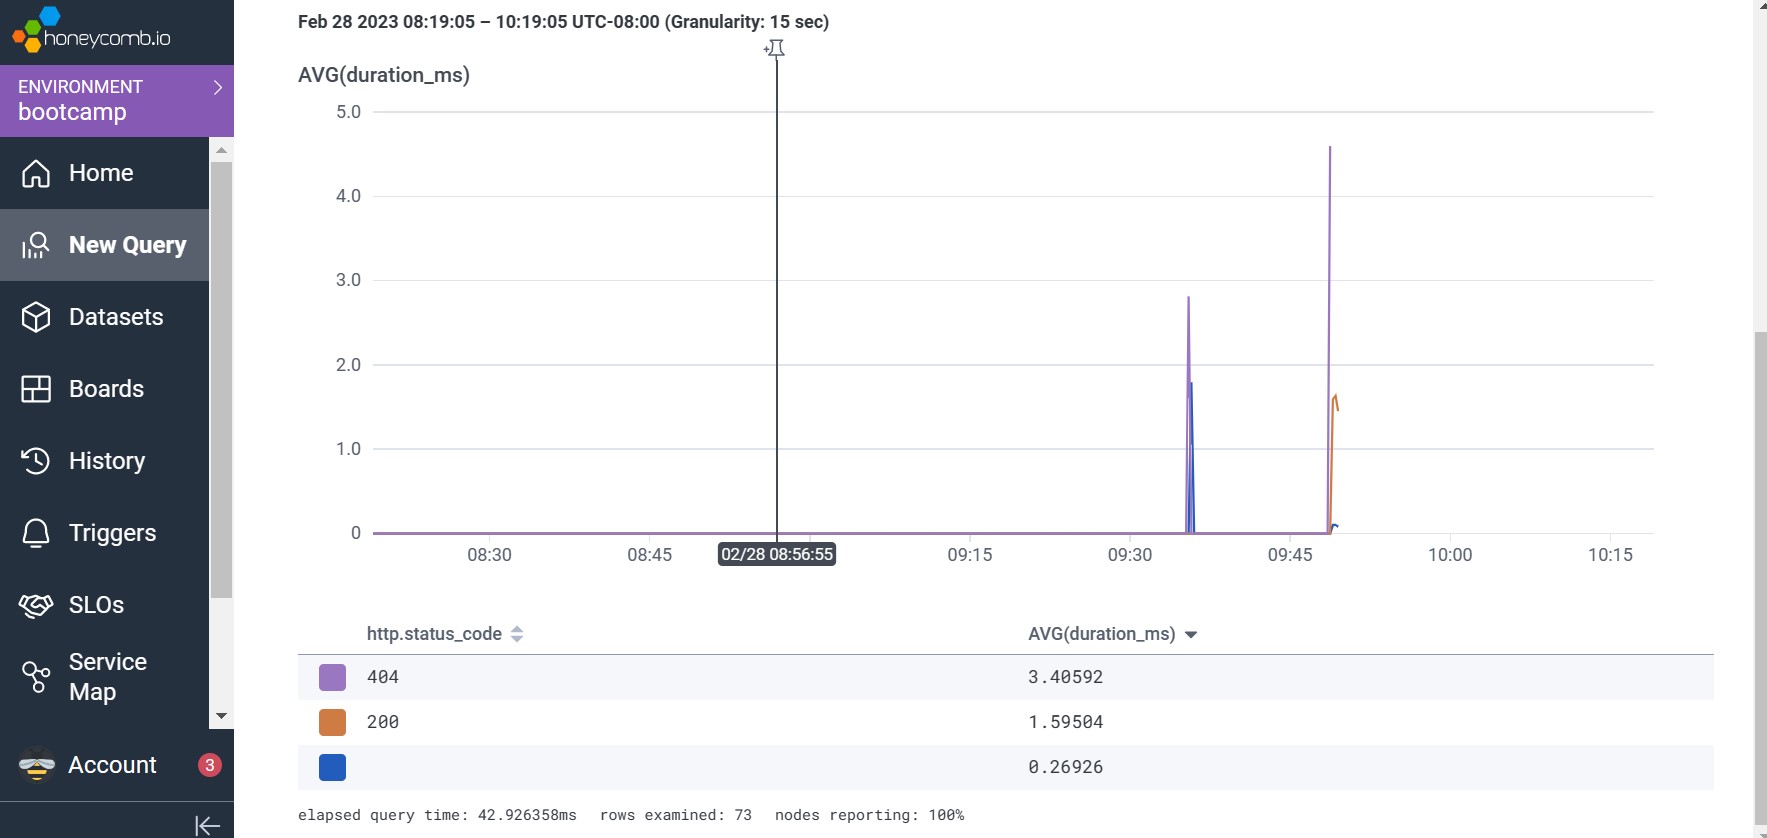 honeycomb.io
ENVIRONMENT
bootcamp
Home
New Query
Datasets
Boards
History
Triggers
SLOs
Service
Map
Account 3
Feb 28 2023 08:19:05 – 10:19:05 UTC-08:00 (Granularity: 15 sec)
AVG(duration_ms)
5.0
4.0
3.0
2.0
1.0
0
08:30 08:45 02/28 08:56:55 09:15 09:30 09:45 10:00 10:15
http.status_code AVG(duration_ms)
404 3.40592
200 1.59504
0.26926
elapsed query time: 42.926358ms rows examined: 73 nodes reporting: 100%